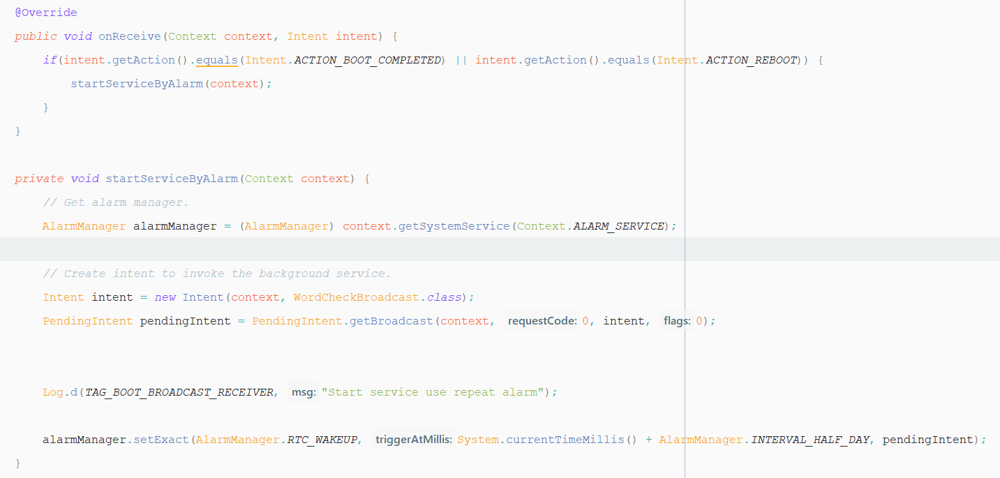 @Override
public void onReceive(Context context, Intent intent) {
if(intent.getAction().equals(Intent.ACTION_BOOT_COMPLETED) || intent.getAction().equals(Intent.ACTION_REBOOT)) {
startServiceByAlarm(context);
}
}
private void startServiceByAlarm(Context context) {
// Get alarm manager.
AlarmManager alarmManager = (AlarmManager) context.getSystemService(Context.ALARM_SERVICE);
// Create intent to invoke the background service.
Intent intent = new Intent(context, WordCheckBroadcast.class);
PendingIntent pendingIntent = PendingIntent.getBroadcast(context, requestCode: 0, intent, flags: 0);
Log.d(TAG_BOOT_BROADCAST_RECEIVER, msg: "Start service use repeat alarm");
alarmManager.setExact(AlarmManager.RTC_WAKEUP, triggerAtMillis: System.currentTimeMillis() + AlarmManager.INTERVAL_HALF_DAY, pendingIntent);
}